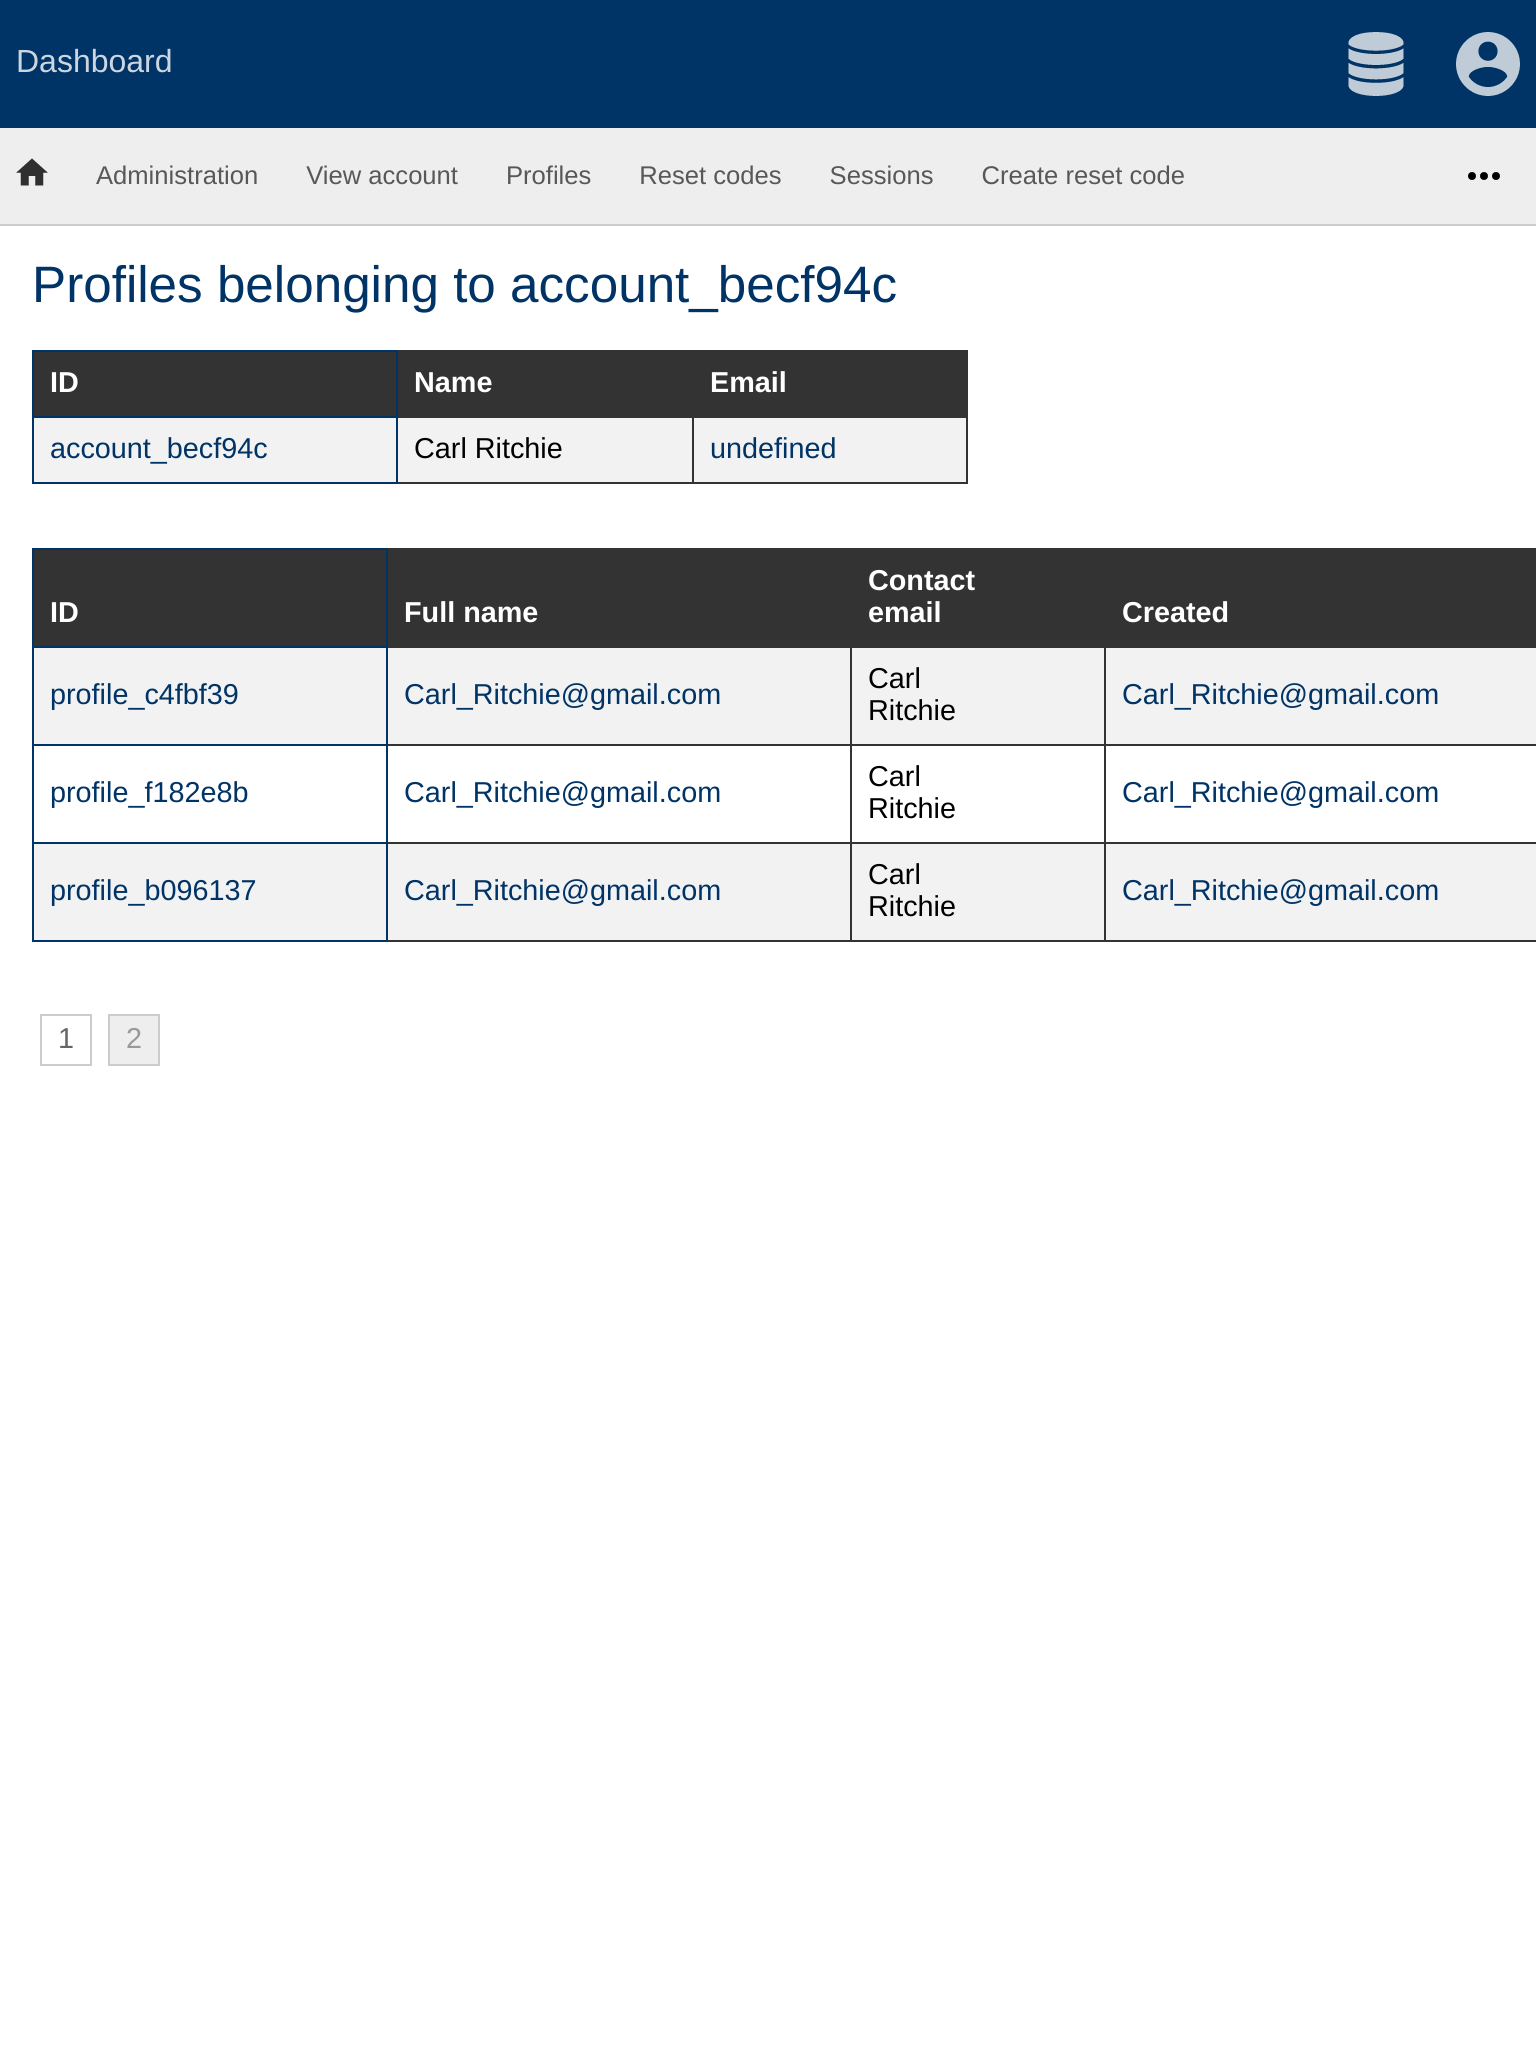 Dashboard
Administration View account Profiles Reset codes Sessions Create reset code
Profiles belonging to account_becf94c
ID Name Email
account_becf94c Carl Ritchie undefined
ID Full name Contact email Created
profile_c4fbf39 Carl_Ritchie@gmail.com Carl Ritchie Carl_Ritchie@gmail.com
profile_f182e8b Carl_Ritchie@gmail.com Carl Ritchie Carl_Ritchie@gmail.com
profile_b096137 Carl_Ritchie@gmail.com Carl Ritchie Carl_Ritchie@gmail.com
1 2